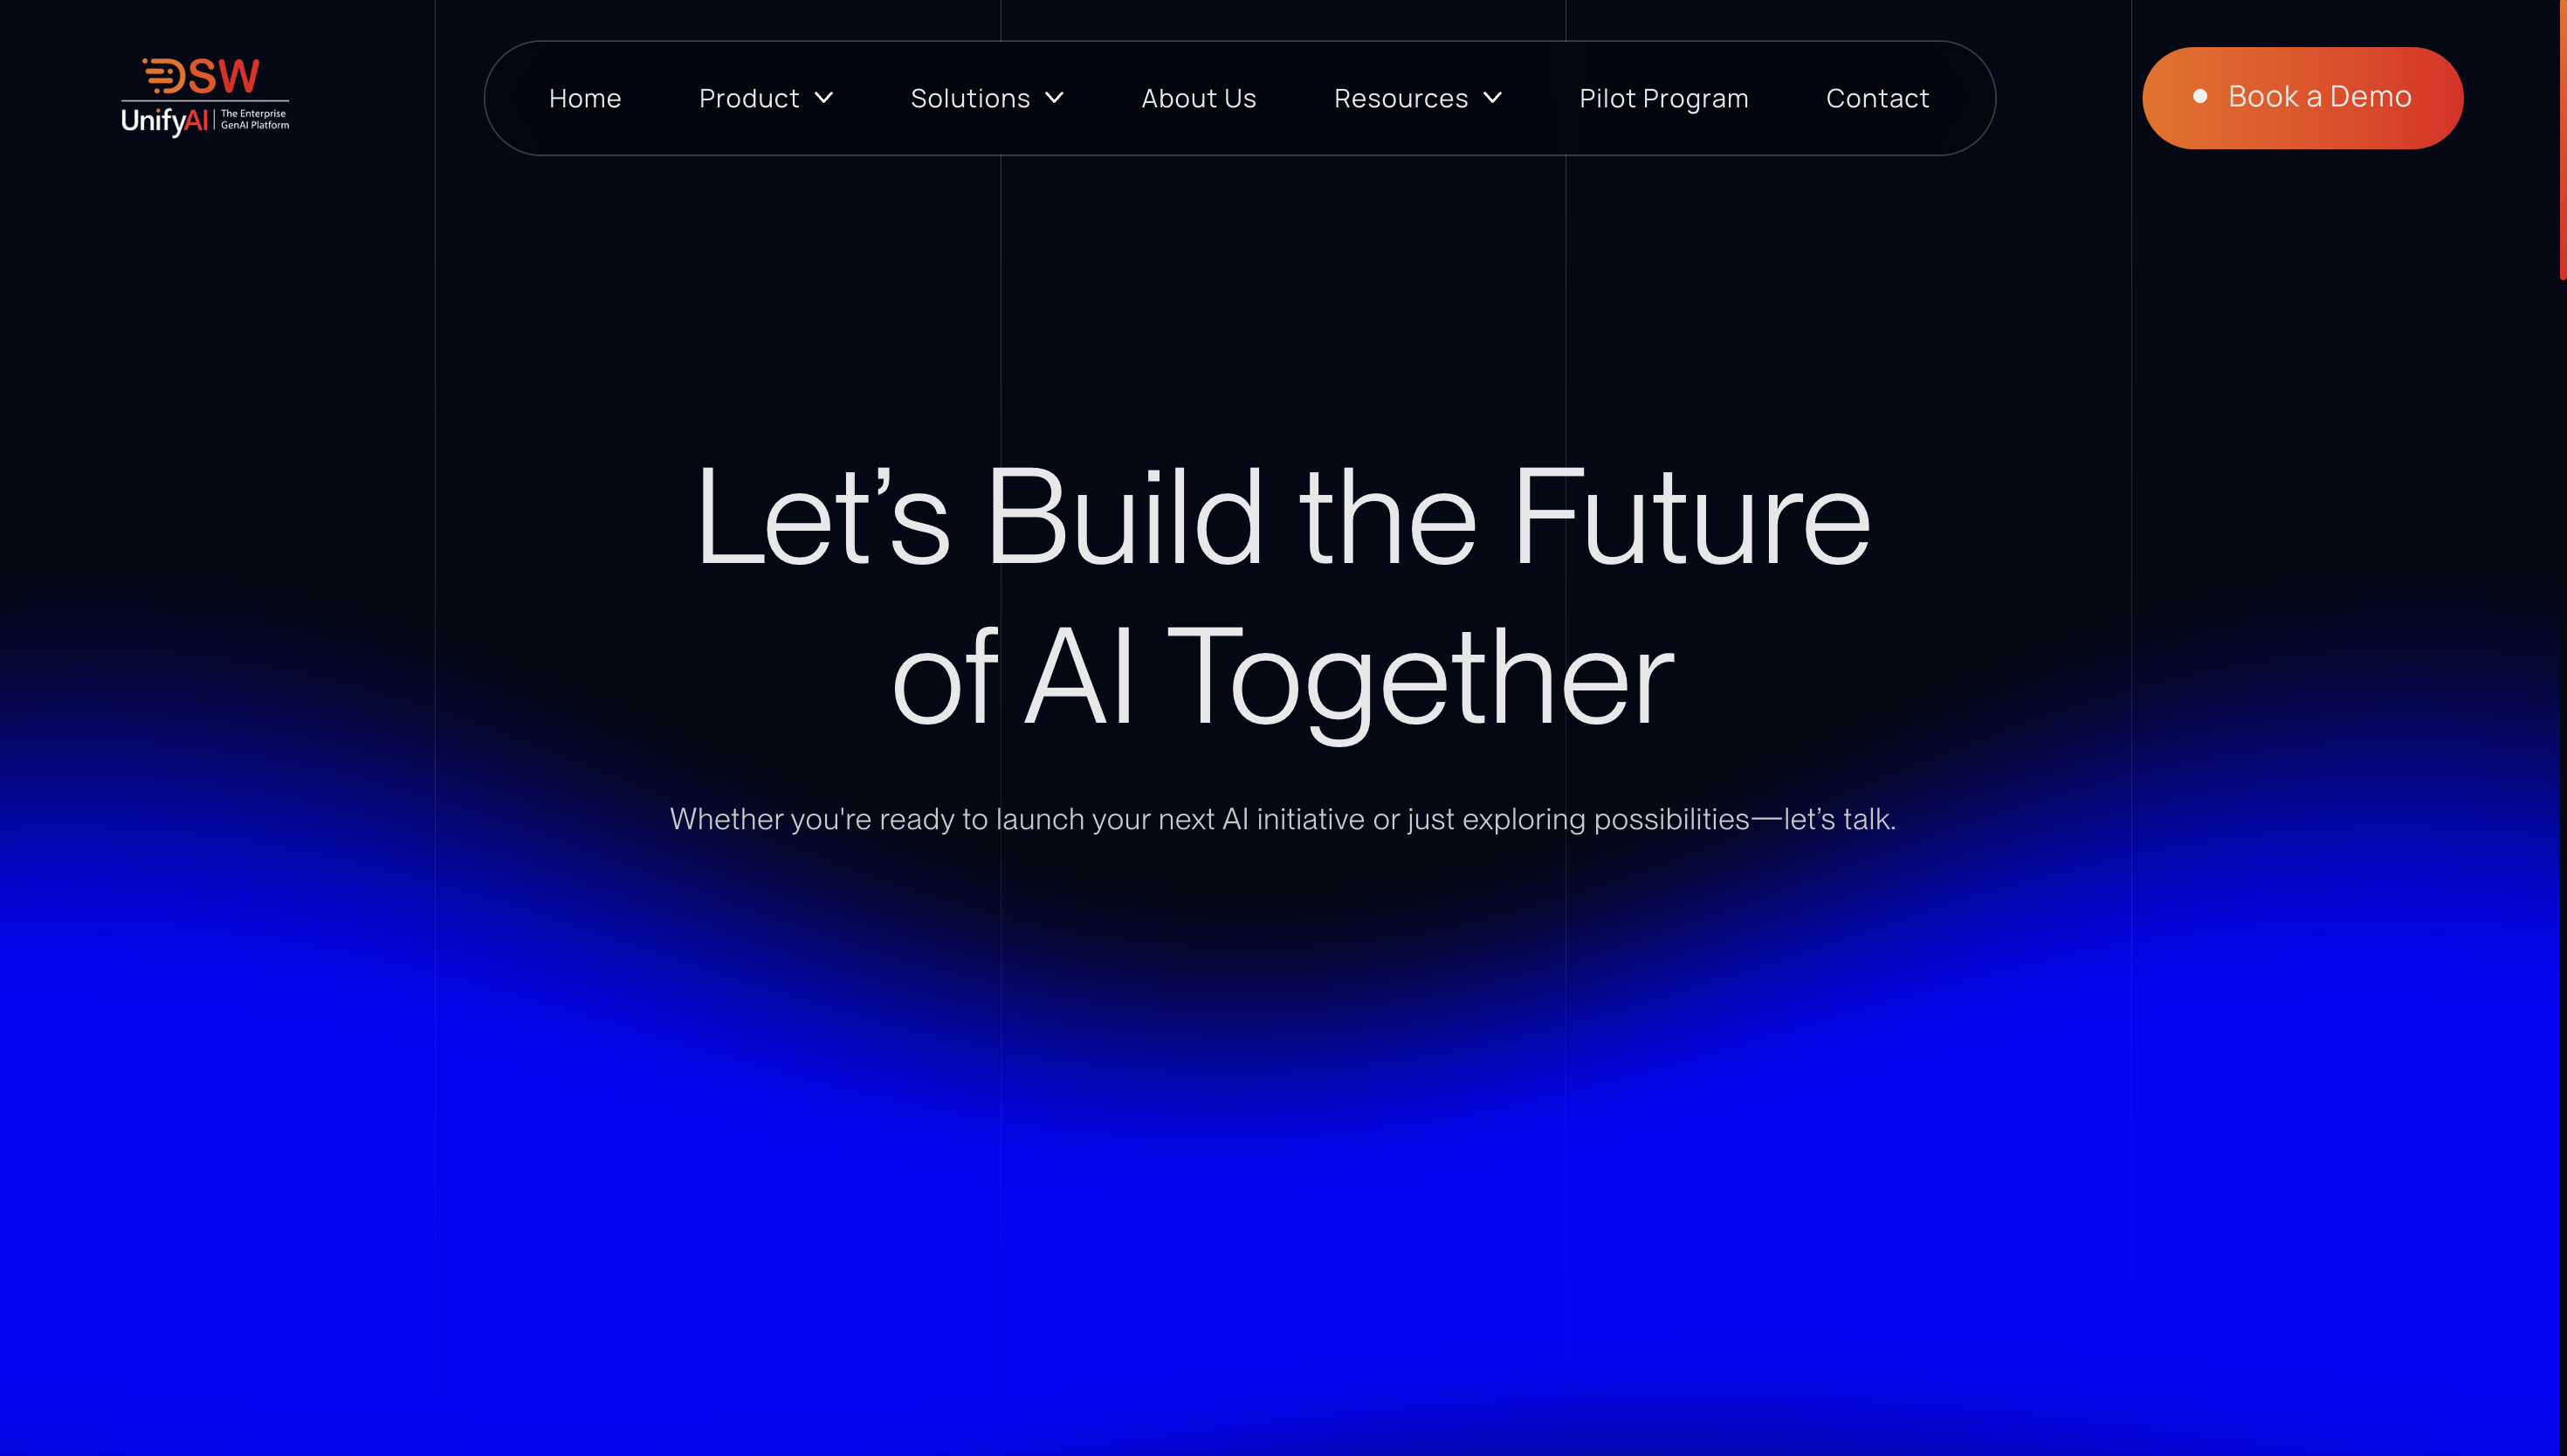 DSW
UnifyAI
The Enterprise
GenAI Platform
Home
Product
Solutions
About Us
Resources
Pilot Program
Contact
Book a Demo
Let’s Build the Future
of AI Together
Whether you're ready to launch your next AI initiative or just exploring possibilities—let’s talk.